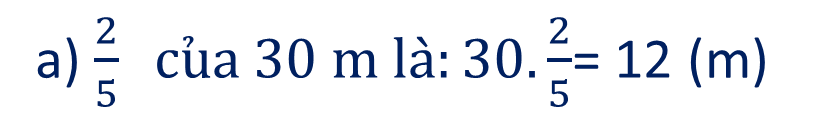 a) 2/5 của 30 m là: 30. 2/5 = 12 (m)